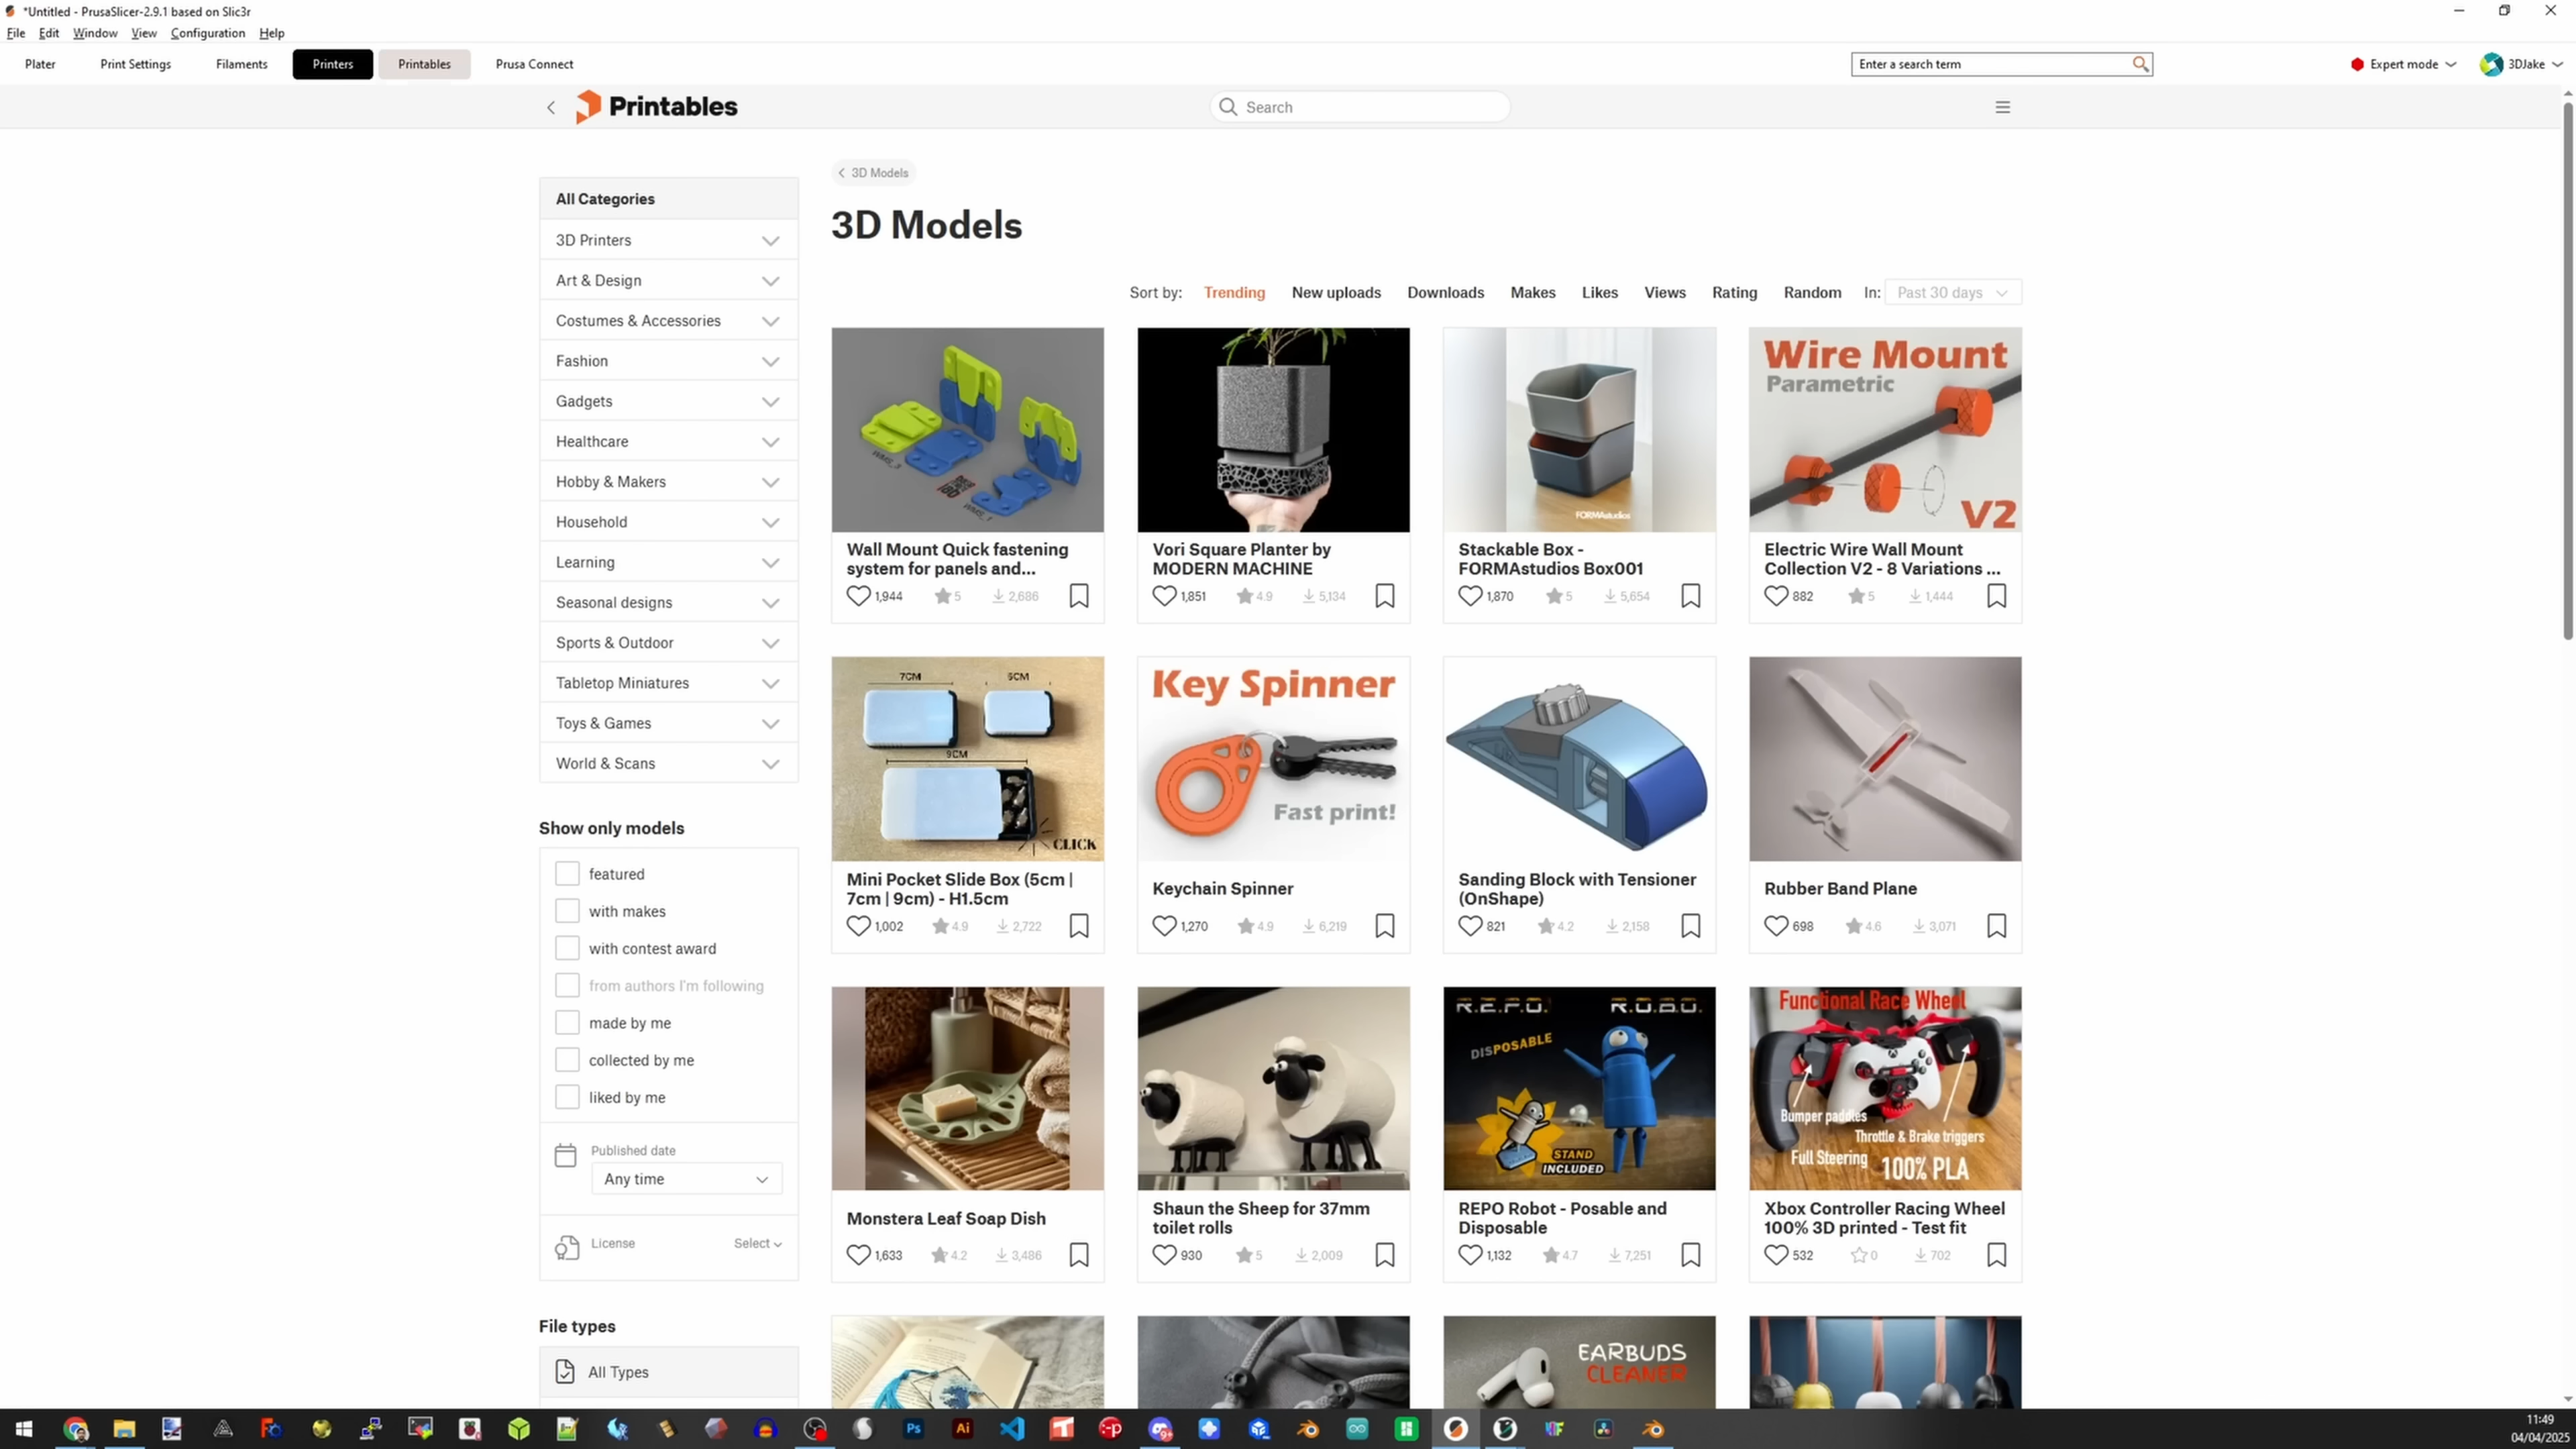 *Untitled - PrusaSlicer-2.9.1 based on Slic3r
File Edit Window View Configuration Help
Plater Print Settings Filaments Printers Printables Prusa Connect
Enter a search term
Expert mode
3DJake
Printables
Search
3D Models
3D Models
All Categories
3D Printers
Art & Design
Costumes & Accessories
Fashion
Gadgets
Healthcare
Hobby & Makers
Household
Learning
Seasonal designs
Sports & Outdoor
Tabletop Miniatures
Toys & Games
World & Scans
Show only models
featured
with makes
with contest award
from authors I'm following
made by me
collected by me
liked by me
Published date
Any time
License Select
File types
All Types
Sort by: Trending New uploads Downloads Makes Likes Views Rating Random In: Past 30 days
WMS_3
WMS_1
Wall Mount Quick fastening
system for panels and...
1,944 5 2,686
Vori Square Planter by
MODERN MACHINE
1,851 4.9 5,134
FORMAstudios
Stackable Box -
FORMAstudios Box001
1,870 5 5,654
Wire Mount
Parametric
V2
Electric Wire Wall Mount
Collection V2 - 8 Variations ...
882 5 1,444
7CM 5CM
9CM
CLICK
Mini Pocket Slide Box (5cm |
7cm | 9cm) - H1.5cm
1,002 4.9 2,722
Key Spinner
Fast print!
Keychain Spinner
1,270 4.9 6,219
Sanding Block with Tensioner
(OnShape)
821 4.2 2,158
Rubber Band Plane
698 4.6 3,071
Monstera Leaf Soap Dish
1,633 4.2 3,486
Shaun the Sheep for 37mm
toilet rolls
930 5 2,009
R.E.P.O. R.O.B.O.
DISPOSABLE
STAND
INCLUDED
REPO Robot - Posable and
Disposable
1,132 4.7 7,251
Functional Race Wheel
Bumper paddles
Throttle & Brake triggers
Full Steering 100% PLA
Xbox Controller Racing Wheel
100% 3D printed - Test fit
532 0 702
EARBUDS
CLEANER
Ps
Ai
9+
11:49
04/04/2025